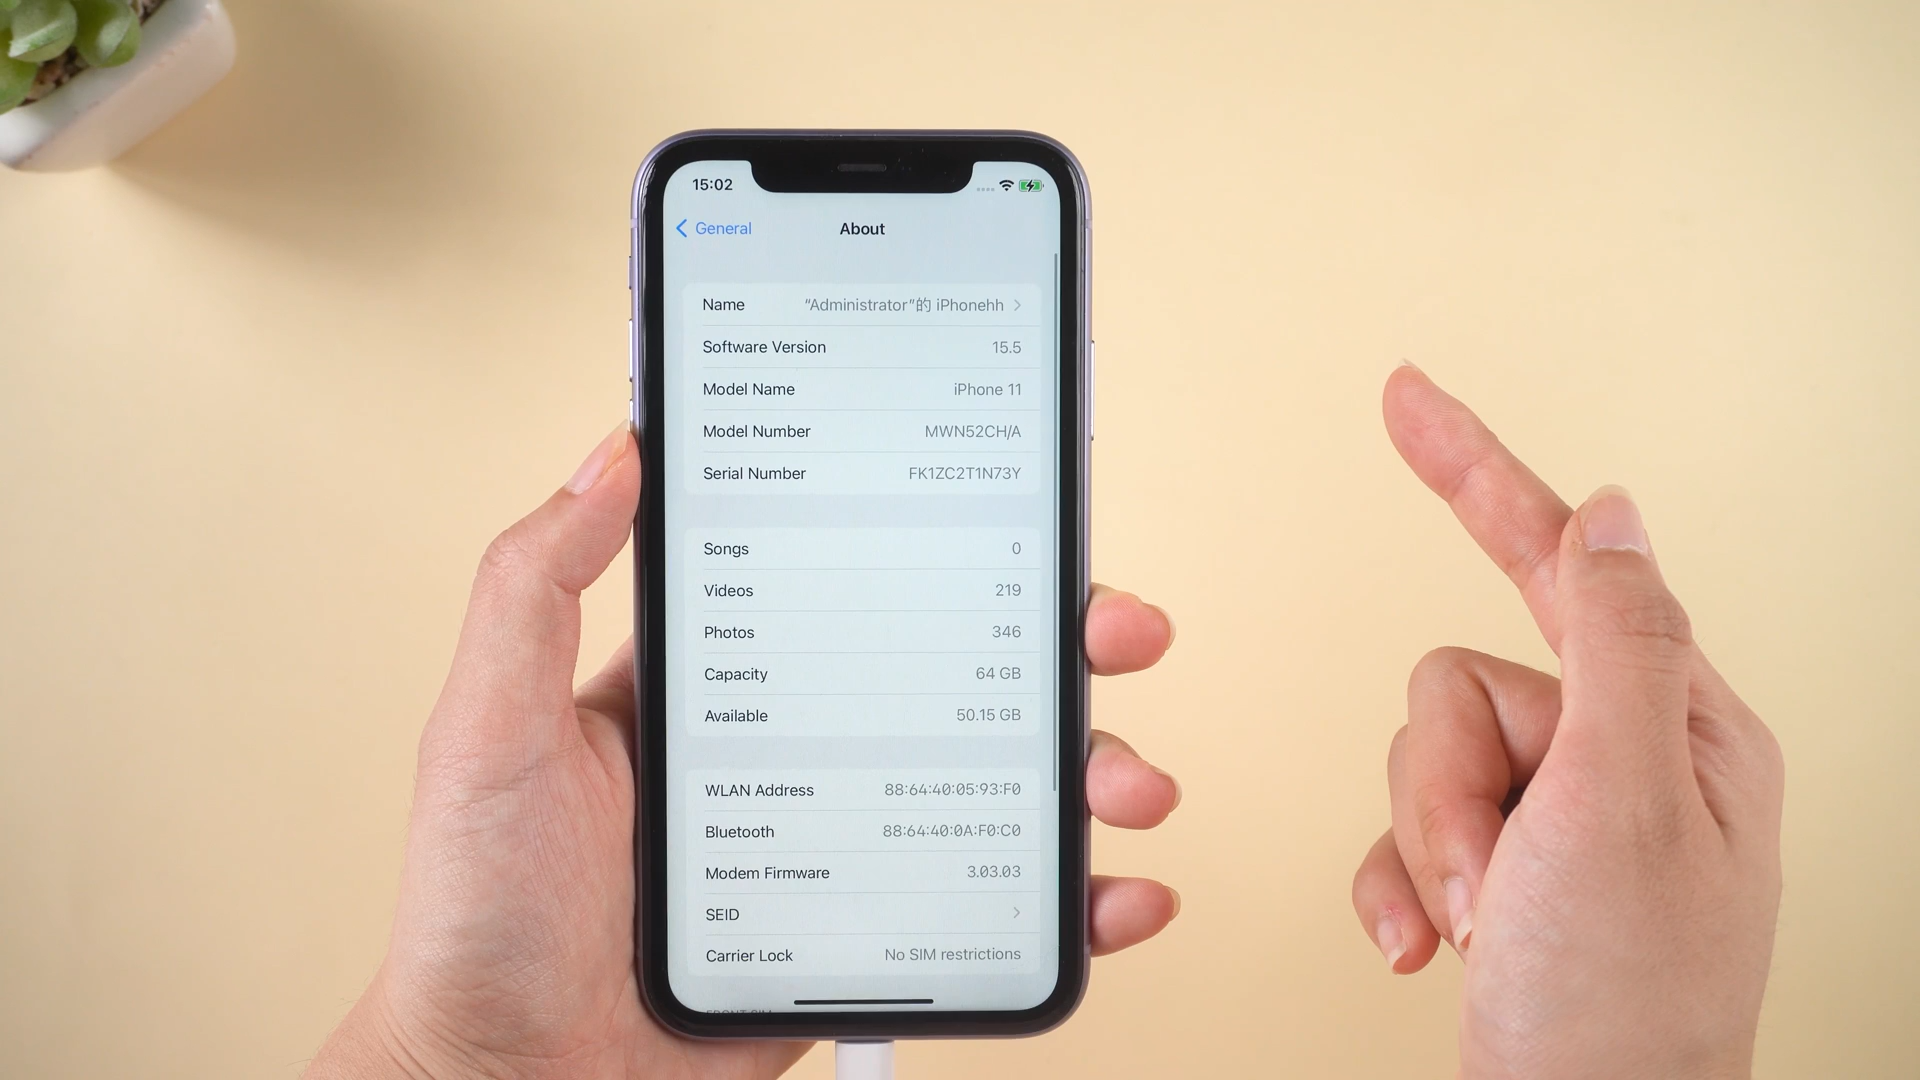 15:02
General About
Name "Administrator"的 iPhonehh
Software Version 15.5
Model Name iPhone 11
Model Number MWN52CH/A
Serial Number FK1ZC2T1N73Y
Songs 0
Videos 219
Photos 346
Capacity 64 GB
Available 50.15 GB
WLAN Address 88:64:40:05:93:F0
Bluetooth 88:64:40:0A:F0:C0
Modem Firmware 3.03.03
SEID
Carrier Lock No SIM restrictions